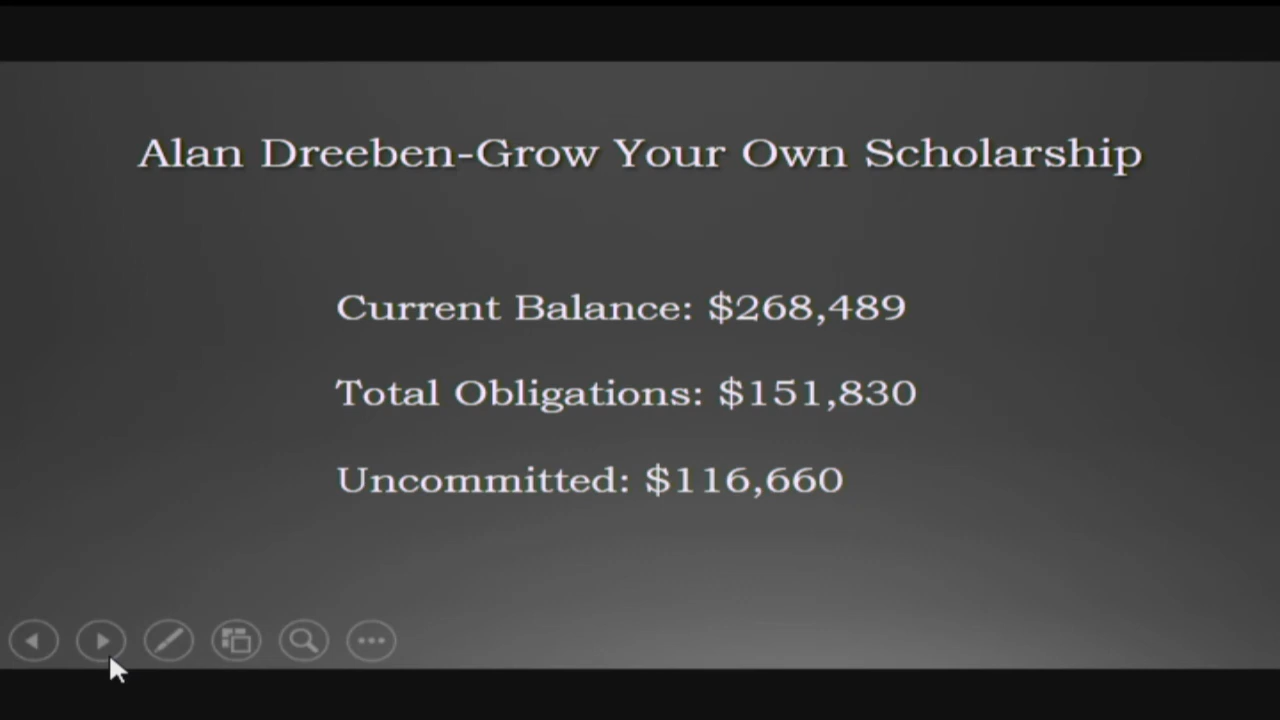 Alan Dreeben-Grow Your Own Scholarship
Current Balance: $268,489
Total Obligations: $151,830
Uncommitted: $116,660